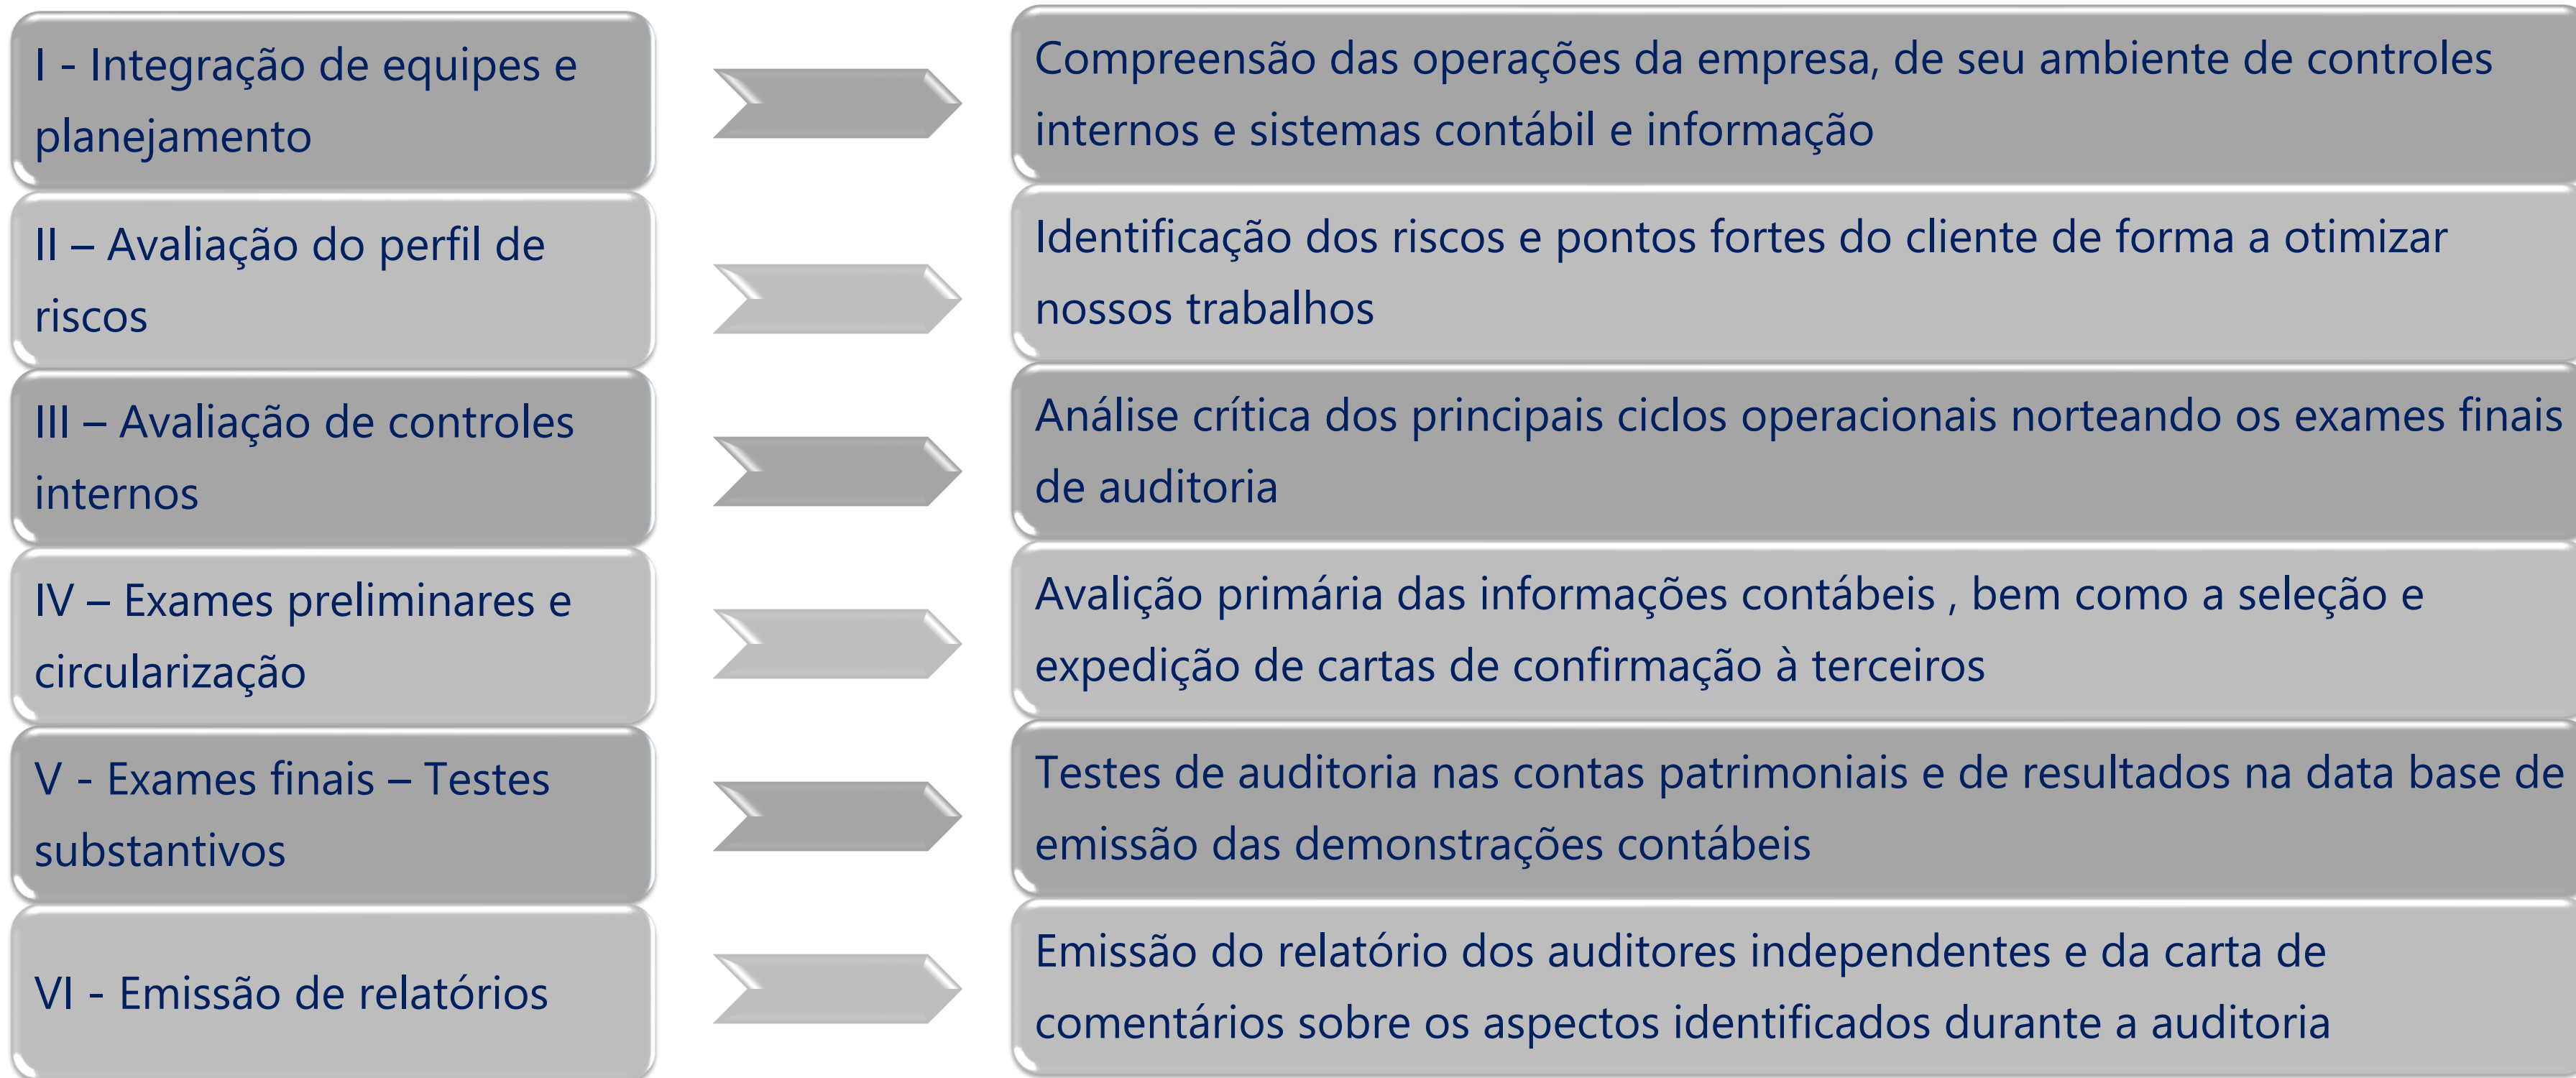 I - Integração de equipes e
planejamento
Compreensão das operações da empresa, de seu ambiente de controles
internos e sistemas contábil e informação
II – Avaliação do perfil de
riscos
Identificação dos riscos e pontos fortes do cliente de forma a otimizar
nossos trabalhos
III – Avaliação de controles
internos
Análise crítica dos principais ciclos operacionais norteando os exames finais
de auditoria
IV – Exames preliminares e
circularização
Avalição primária das informações contábeis , bem como a seleção e
expedição de cartas de confirmação à terceiros
V - Exames finais – Testes
substantivos
Testes de auditoria nas contas patrimoniais e de resultados na data base de
emissão das demonstrações contábeis
VI - Emissão de relatórios
Emissão do relatório dos auditores independentes e da carta de
comentários sobre os aspectos identificados durante a auditoria